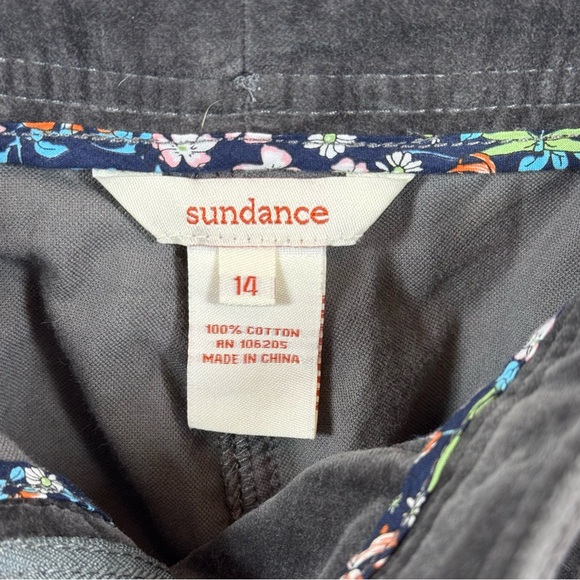 sundance
14
100% COTTON
RN 106205
MADE IN CHINA